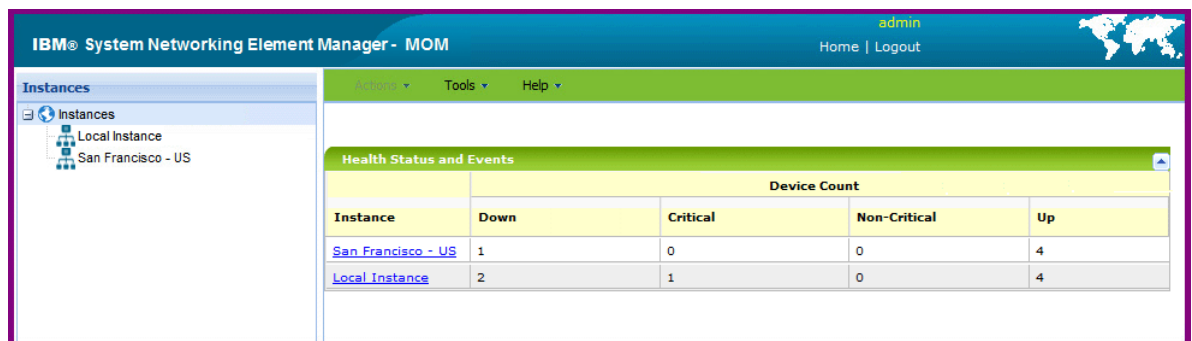 admin
IBM® System Networking Element Manager - MOM
Home | Logout
Instances
Actions Tools Help
Instances
Local Instance
San Francisco - US
Health Status and Events
Device Count
Instance Down Critical Non-Critical Up
San Francisco - US 1 0 0 4
Local Instance 2 1 0 4